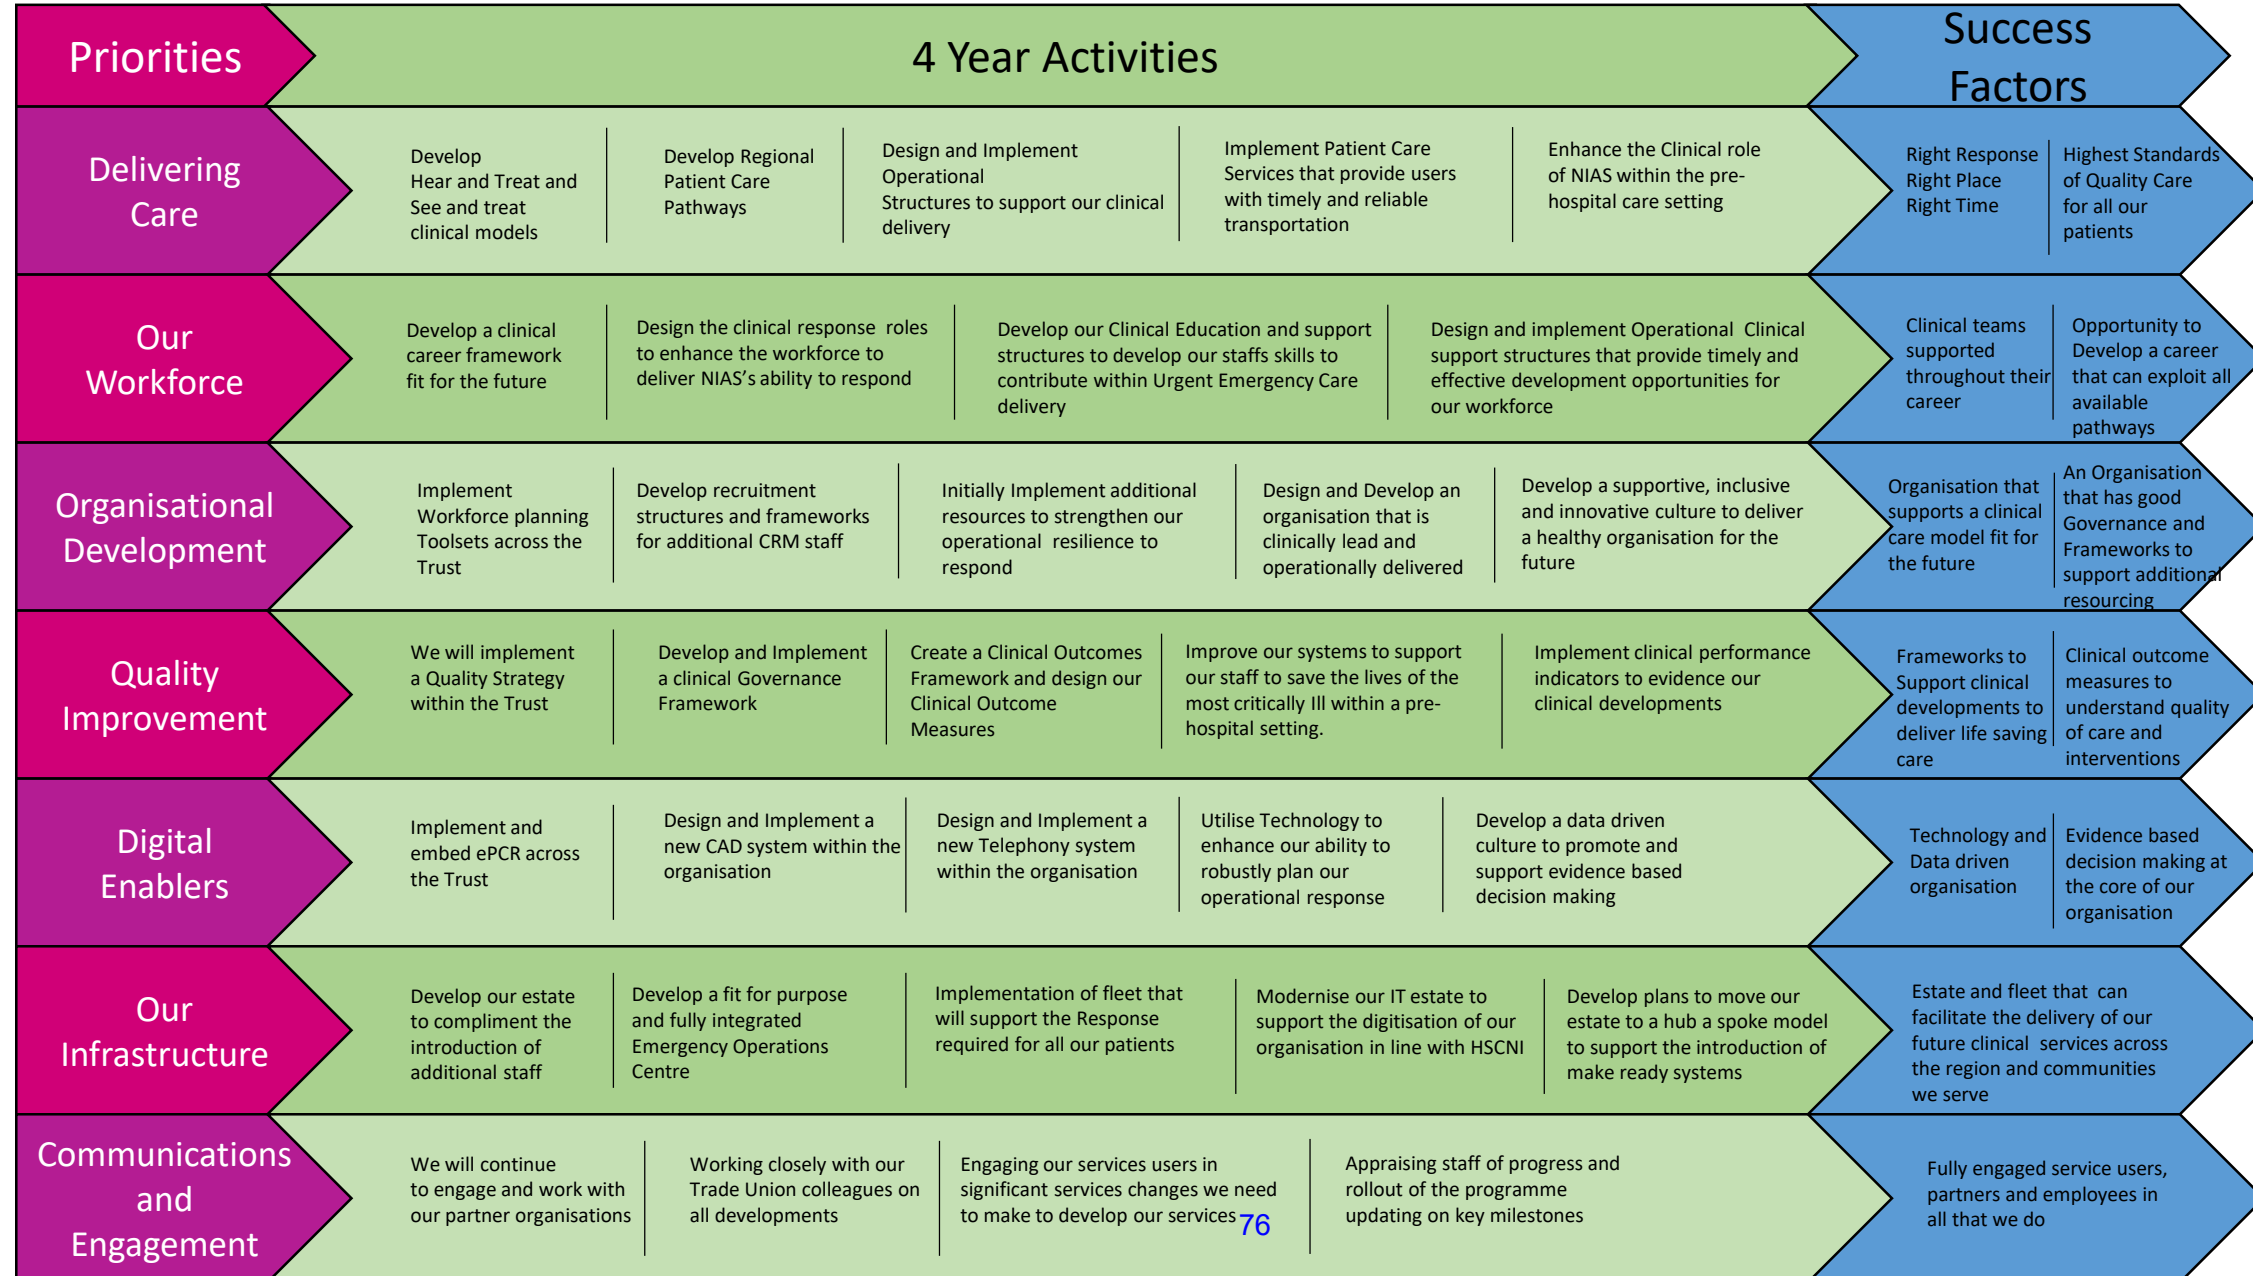 Priorities
4 Year Activities
Success
Factors
Delivering
Care
Develop
Hear and Treat and
See and treat
clinical models
Develop Regional
Patient Care
Pathways
Design and Implement
Operational
Structures to support our clinical
delivery
Implement Patient Care
Services that provide users
with timely and reliable
transportation
Enhance the Clinical role
of NIAS within the pre-
hospital care setting
Right Response
Right Place
Right Time
Highest Standards
of Quality Care
for all our
patients
Our
Workforce
Develop a clinical
career framework
fit for the future
Design the clinical response roles
to enhance the workforce to
deliver NIAS’s ability to respond
Develop our Clinical Education and support
structures to develop our staffs skills to
contribute within Urgent Emergency Care
delivery
Design and implement Operational Clinical
support structures that provide timely and
effective development opportunities for
our workforce
Clinical teams
supported
throughout their
career
Opportunity to
Develop a career
that can exploit all
available
pathways
Organisational
Development
Implement
Workforce planning
Toolsets across the
Trust
Develop recruitment
structures and frameworks
for additional CRM staff
Initially Implement additional
resources to strengthen our
operational resilience to
respond
Design and Develop an
organisation that is
clinically lead and
operationally delivered
Develop a supportive, inclusive
and innovative culture to deliver
a healthy organisation for the
future
Organisation that
supports a clinical
care model fit for
the future
An Organisation
that has good
Governance and
Frameworks to
support additional
resourcing
Quality
Improvement
We will implement
a Quality Strategy
within the Trust
Develop and Implement
a clinical Governance
Framework
Create a Clinical Outcomes
Framework and design our
Clinical Outcome
Measures
Improve our systems to support
our staff to save the lives of the
most critically Ill within a pre-
hospital setting.
Implement clinical performance
indicators to evidence our
clinical developments
Frameworks to
Support clinical
developments to
deliver life saving
care
Clinical outcome
measures to
understand quality
of care and
interventions
Digital
Enablers
Implement and
embed ePCR across
the Trust
Design and Implement a
new CAD system within the
organisation
Design and Implement a
new Telephony system
within the organisation
Utilise Technology to
enhance our ability to
robustly plan our
operational response
Develop a data driven
culture to promote and
support evidence based
decision making
Technology and
Data driven
organisation
Evidence based
decision making at
the core of our
organisation
Our
Infrastructure
Develop our estate
to compliment the
introduction of
additional staff
Develop a fit for purpose
and fully integrated
Emergency Operations
Centre
Implementation of fleet that
will support the Response
required for all our patients
Modernise our IT estate to
support the digitisation of our
organisation in line with HSCNI
Develop plans to move our
estate to a hub a spoke model
to support the introduction of
make ready systems
Estate and fleet that can
facilitate the delivery of our
future clinical services across
the region and communities
we serve
Communications
and
Engagement
We will continue
to engage and work with
our partner organisations
Working closely with our
Trade Union colleagues on
all developments
Engaging our services users in
significant services changes we need
to make to develop our services
76
Appraising staff of progress and
rollout of the programme
updating on key milestones
Fully engaged service users,
partners and employees in
all that we do